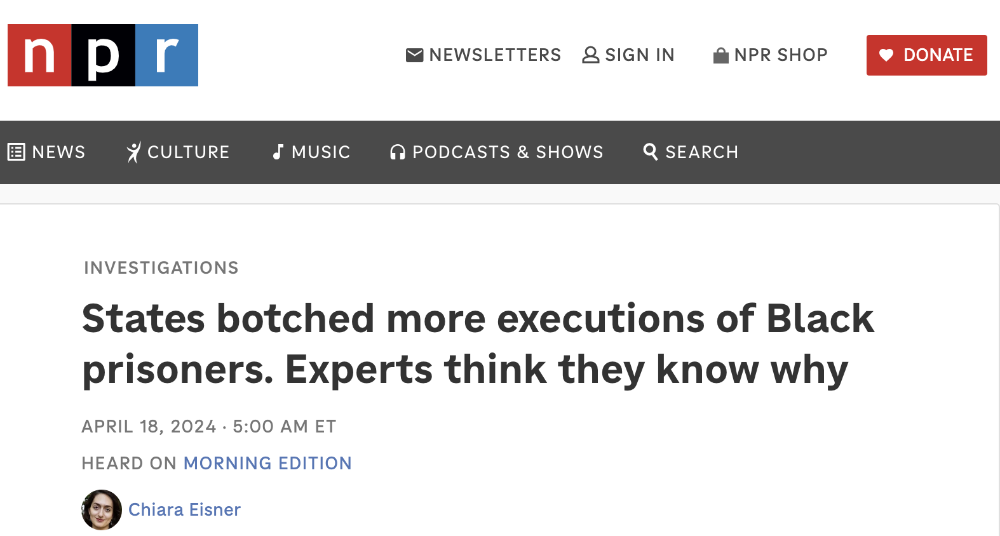 npr
NEWSLETTERS SIGN IN NPR SHOP DONATE
NEWS CULTURE MUSIC PODCASTS & SHOWS SEARCH
INVESTIGATIONS
States botched more executions of Black
prisoners. Experts think they know why
APRIL 18, 2024 · 5:00 AM ET
HEARD ON MORNING EDITION
Chiara Eisner